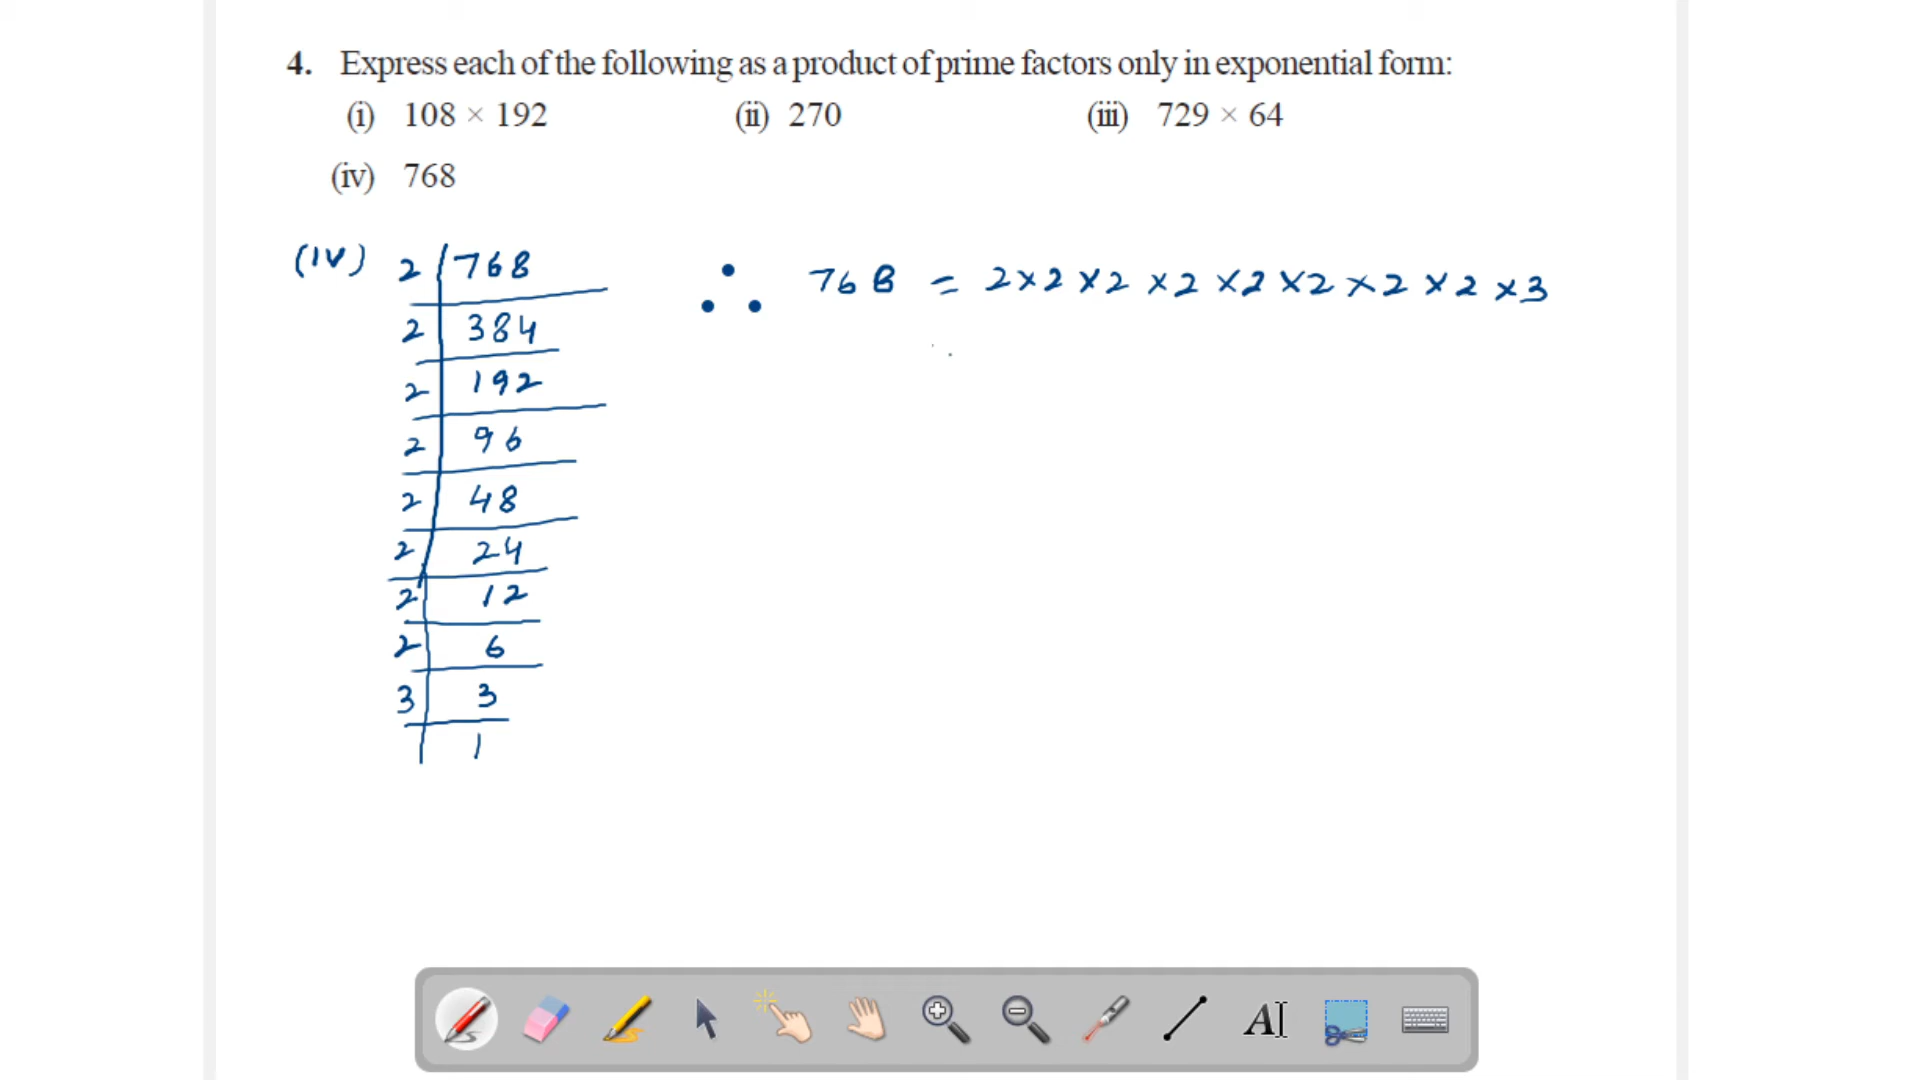 4. Express each of the following as a product of prime factors only in exponential form:
(i) 108 × 192 (ii) 270 (iii) 729 × 64
(iv) 768
(iv) 2 | 768 ∴ 768 = 2×2×2×2×2×2×2×2×3
2 | 384
2 | 192
2 | 96
2 | 48
2 | 24
2 | 12
2 | 6
3 | 3
| 1
AI